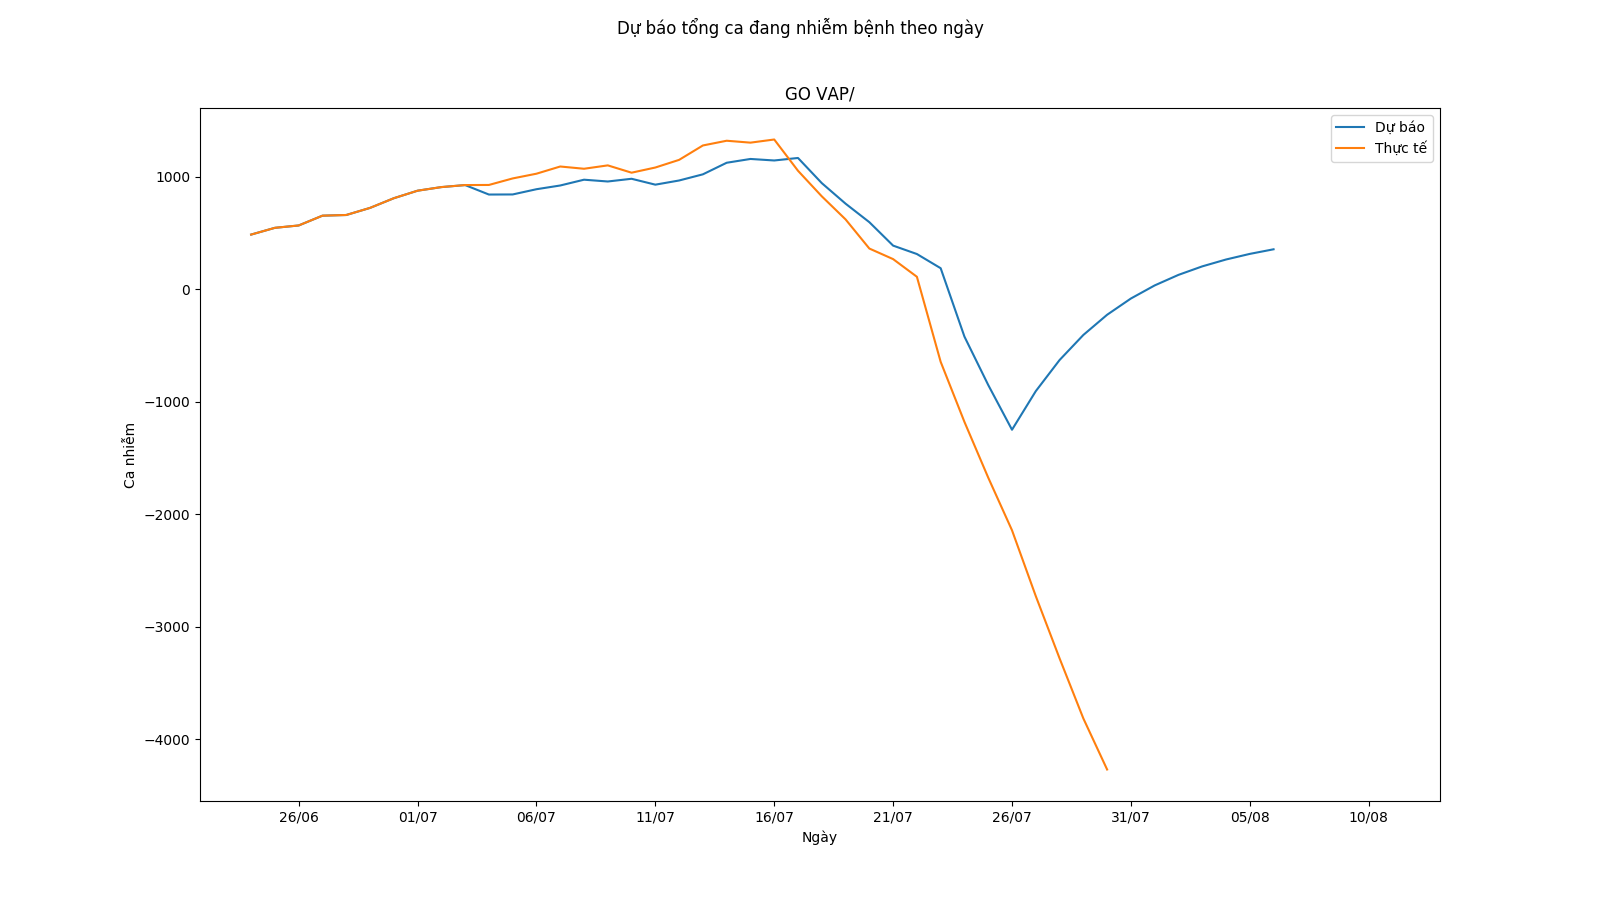 Dự báo tổng ca đang nhiễm bệnh theo ngày
GO VAP/
Dự báo
Thực tế
1000
0
−1000
−2000
−3000
−4000
Ca nhiễm
26/06 01/07 06/07 11/07 16/07 21/07 26/07 31/07 05/08 10/08
Ngày